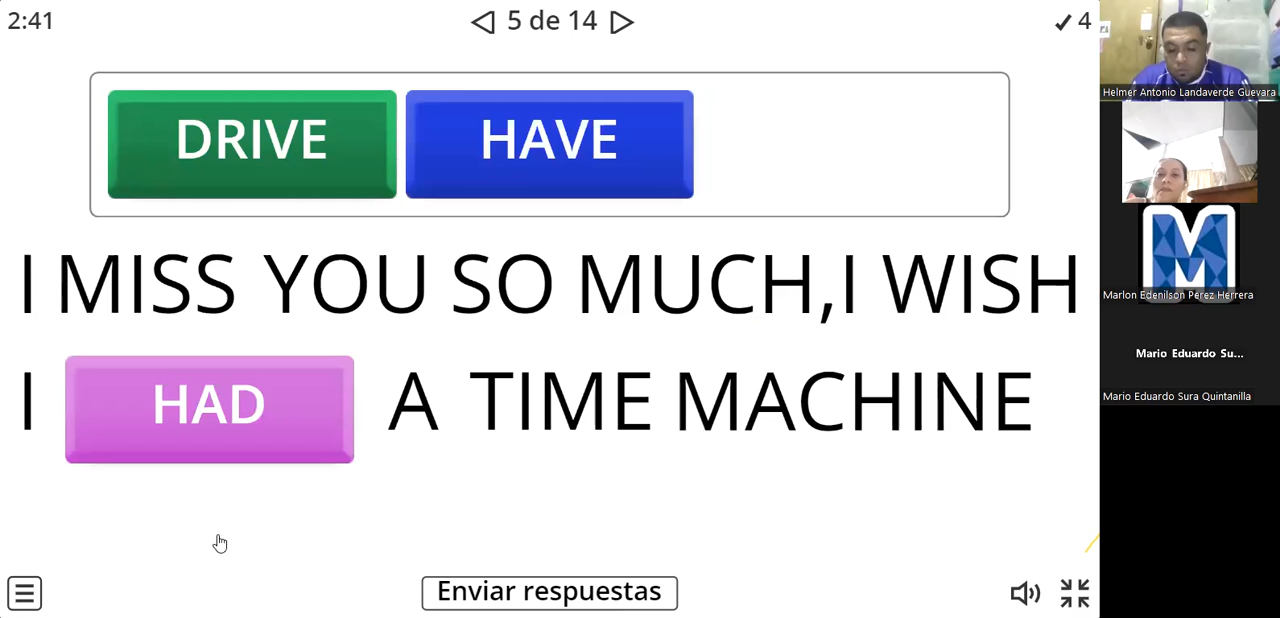 2:41
5 de 14
4
DRIVE
HAVE
I MISS YOU SO MUCH,I WISH
I HAD A TIME MACHINE
Enviar respuestas
Helmer Antonio Landaverde Guevara
M
Marlon Edenilson Perez Herrera
Mario Eduardo Su...
Mario Eduardo Sura Quintanilla